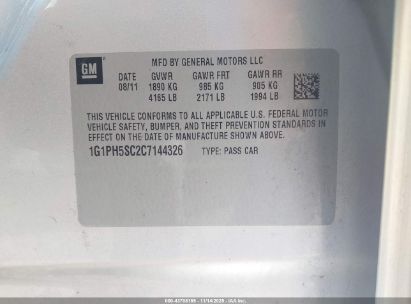 GM
MFD BY GENERAL MOTORS LLC
DATE GVWR GAWR FRT GAWR RR
08/11 1890 KG 985 KG 905 KG
4165 LB 2171 LB 1994 LB
THIS VEHICLE CONFORMS TO ALL APPLICABLE U.S. FEDERAL MOTOR
VEHICLE SAFETY, BUMPER, AND THEFT PREVENTION STANDARDS IN
EFFECT ON THE DATE OF MANUFACTURE SHOWN ABOVE.
1G1PH5SC2C7144326 TYPE: PASS CAR